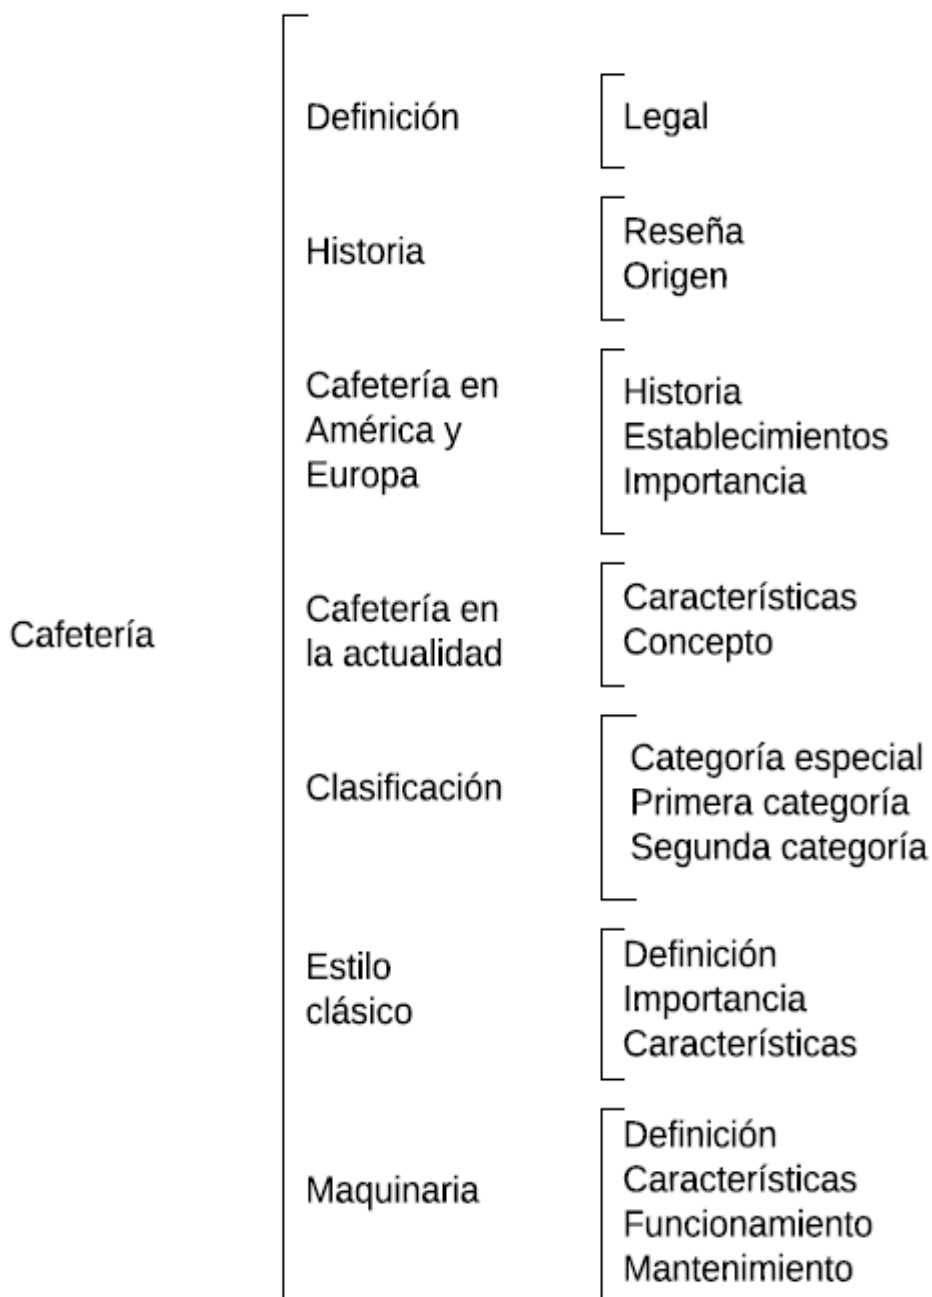 Cafetería
Definición
Legal
Historia
Reseña
Origen
Cafetería en
América y
Europa
Historia
Establecimientos
Importancia
Cafetería en
la actualidad
Características
Concepto
Clasificación
Categoría especial
Primera categoría
Segunda categoría
Estilo
clásico
Definición
Importancia
Características
Maquinaria
Definición
Características
Funcionamiento
Mantenimiento